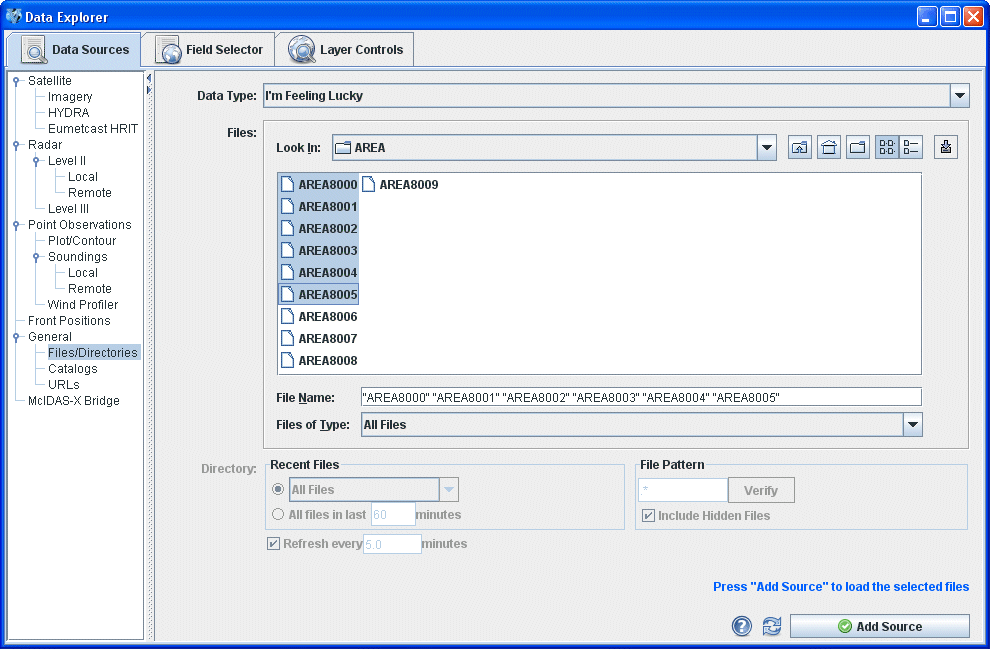 Data Explorer
Data Sources
Field Selector
Layer Controls
Satellite
Imagery
HYDRA
Eumetcast HRIT
Radar
Level II
Local
Remote
Level III
Point Observations
Plot/Contour
Soundings
Local
Remote
Wind Profiler
Front Positions
General
Files/Directories
Catalogs
URLs
McIDAS-X Bridge
Data Type: I'm Feeling Lucky
Files:
Look In: AREA
AREA8000 AREA8009
AREA8001
AREA8002
AREA8003
AREA8004
AREA8005
AREA8006
AREA8007
AREA8008
File Name: "AREA8000" "AREA8001" "AREA8002" "AREA8003" "AREA8004" "AREA8005"
Files of Type: All Files
Directory:
Recent Files
All Files
All files in last 60 minutes
Refresh every 5.0 minutes
File Pattern
.* Verify
Include Hidden Files
Press "Add Source" to load the selected files
? Add Source